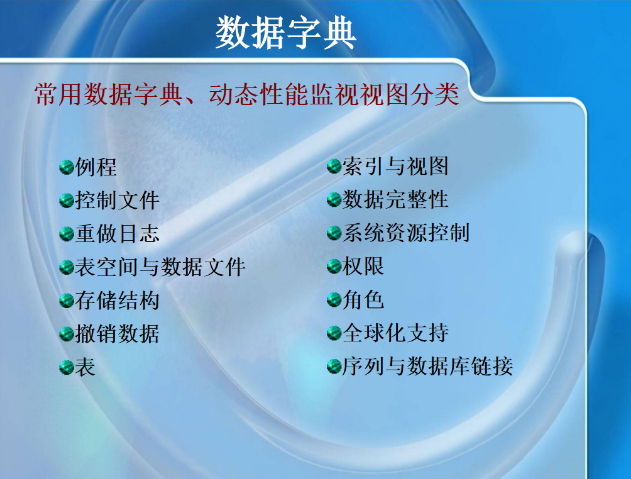 数据字典
常用数据字典、动态性能监视视图分类
例程
控制文件
重做日志
表空间与数据文件
存储结构
撤销数据
表
索引与视图
数据完整性
系统资源控制
权限
角色
全球化支持
序列与数据库链接